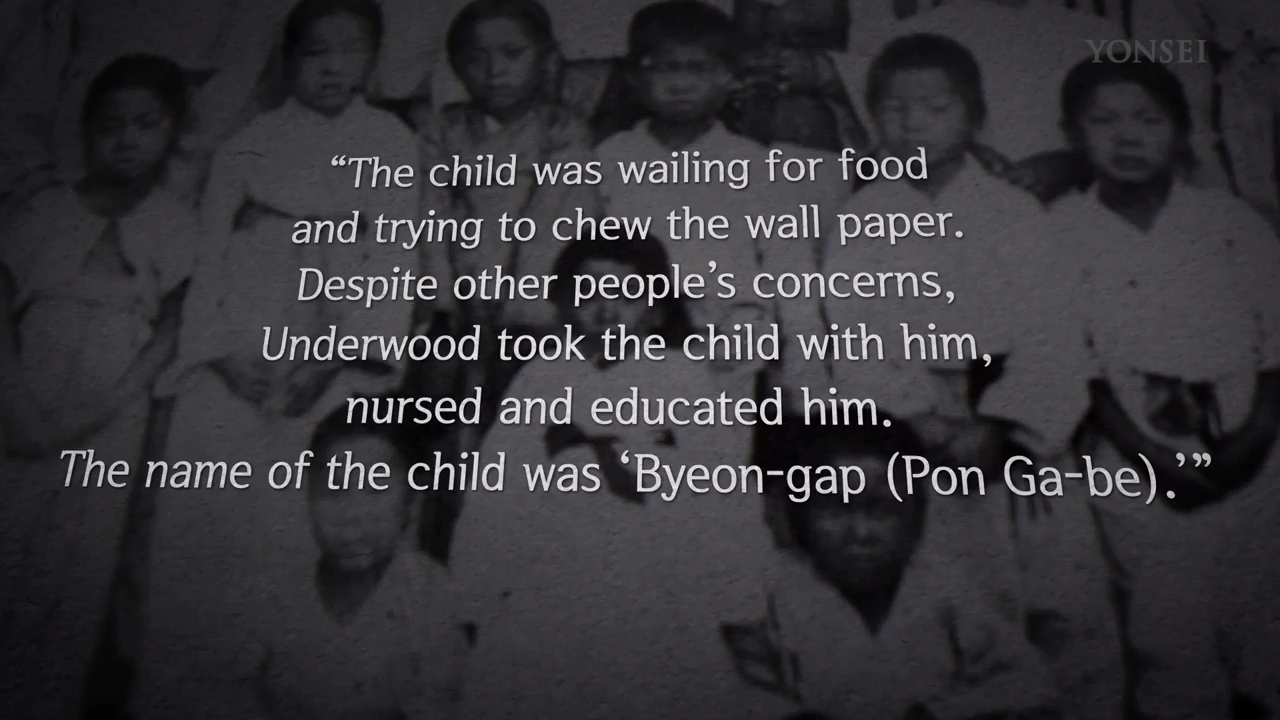 YONSEI
“The child was wailing for food
and trying to chew the wall paper.
Despite other people’s concerns,
Underwood took the child with him,
nursed and educated him.
The name of the child was ‘Byeon-gap (Pon Ga-be).’”